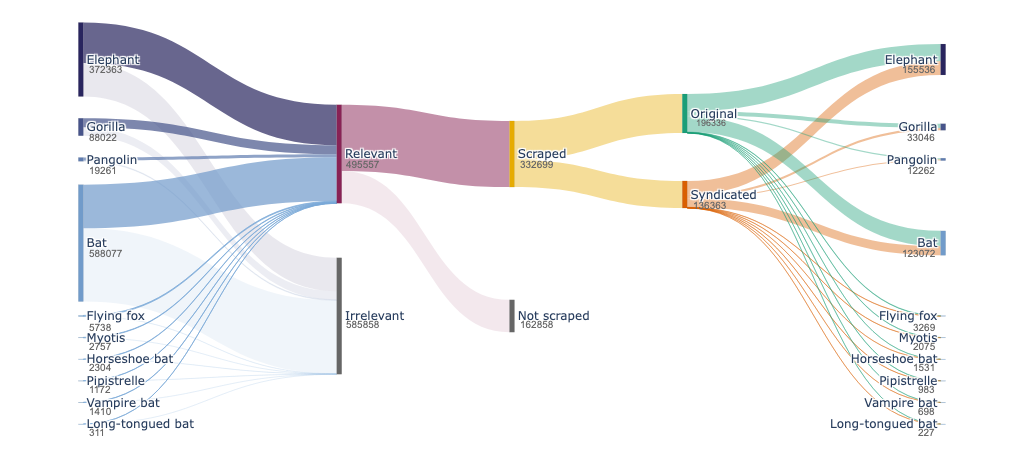 Elephant
372363
Gorilla
88022
Pangolin
19261
Bat
588077
Flying fox
5738
Myotis
2757
Horseshoe bat
2304
Pipistrelle
1172
Vampire bat
1410
Long-tongued bat
311
Relevant
495557
Irrelevant
585858
Scraped
332699
Not scraped
162858
Original
196336
Syndicated
136363
Elephant
155536
Gorilla
33046
Pangolin
12262
Bat
123072
Flying fox
3269
Myotis
2075
Horseshoe bat
1531
Pipistrelle
983
Vampire bat
698
Long-tongued bat
227